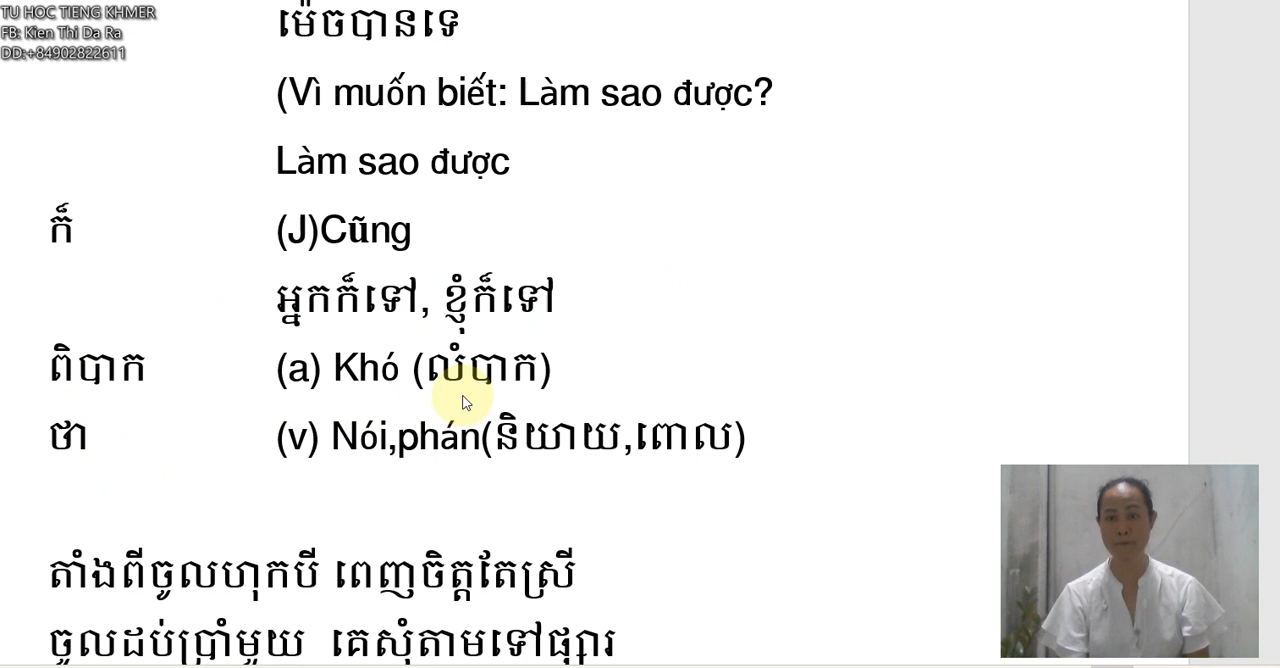 TU HOC TIENG KHMER
FB: Kien Thi Da Ra
DD:+84902822611
ម៉េចបានទេ
(Vì muốn biết: Làm sao được?
Làm sao được
ក៏ (J)Cũng
អ្នកក៏ទៅ, ខ្ញុំក៏ទៅ
ពិបាក (a) Khó (លំបាក)
ថា (v) Nói,phán(និយាយ,ពោល)
តាំងពីចូលហុកបី ពេញចិត្តតែស្រី
ចូលដប់ប្រាំមួយ គេសុំតាមទៅផ្សារ